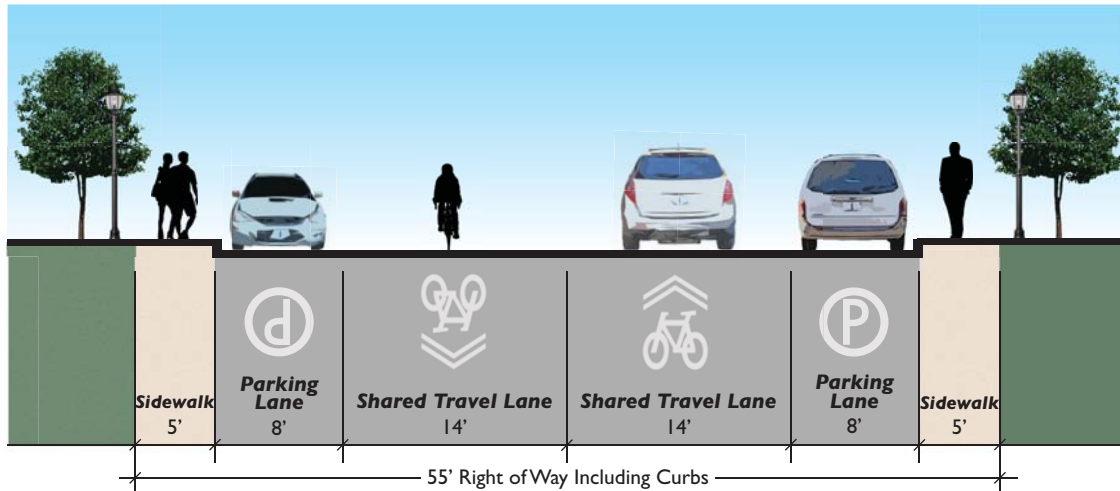 P
P
Sidewalk
5’
Parking
Lane
8’
Shared Travel Lane
14’
Shared Travel Lane
14’
Parking
Lane
8’
Sidewalk
5’
55’ Right of Way Including Curbs